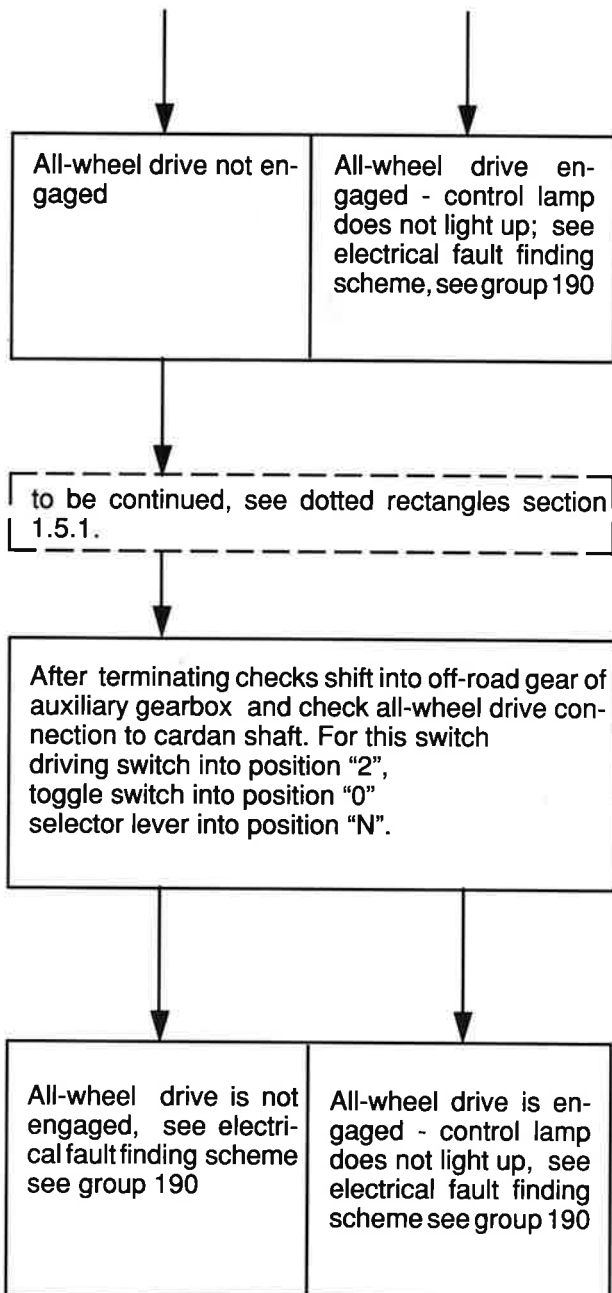 All-wheel drive not en-
gaged
All-wheel drive en-
gaged - control lamp
does not light up; see
electrical fault finding
scheme, see group 190
to be continued, see dotted rectangles section
1.5.1.
After terminating checks shift into off-road gear of
auxiliary gearbox and check all-wheel drive con-
nection to cardan shaft. For this switch
driving switch into position “2”,
toggle switch into position “0”
selector lever into position “N”.
All-wheel drive is not
engaged, see electri-
cal fault finding scheme
see group 190
All-wheel drive is en-
gaged - control lamp
does not light up, see
electrical fault finding
scheme see group 190